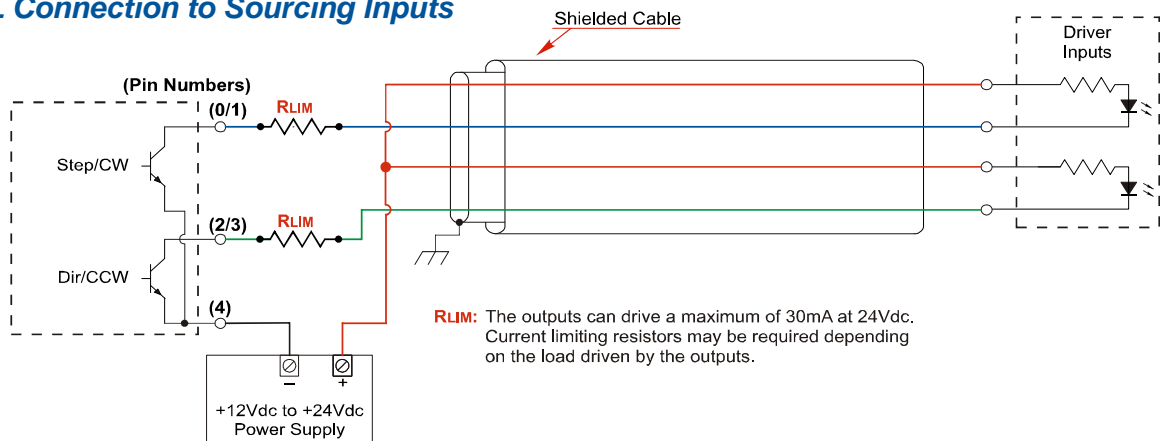 . Connection to Sourcing Inputs
Shielded Cable
Driver
Inputs
(Pin Numbers)
(0/1)
RLIM
Step/CW
(2/3)
RLIM
Dir/CCW
(4)
RLIM: The outputs can drive a maximum of 30mA at 24Vdc.
Current limiting resistors may be required depending
on the load driven by the outputs.
– +
+12Vdc to +24Vdc
Power Supply